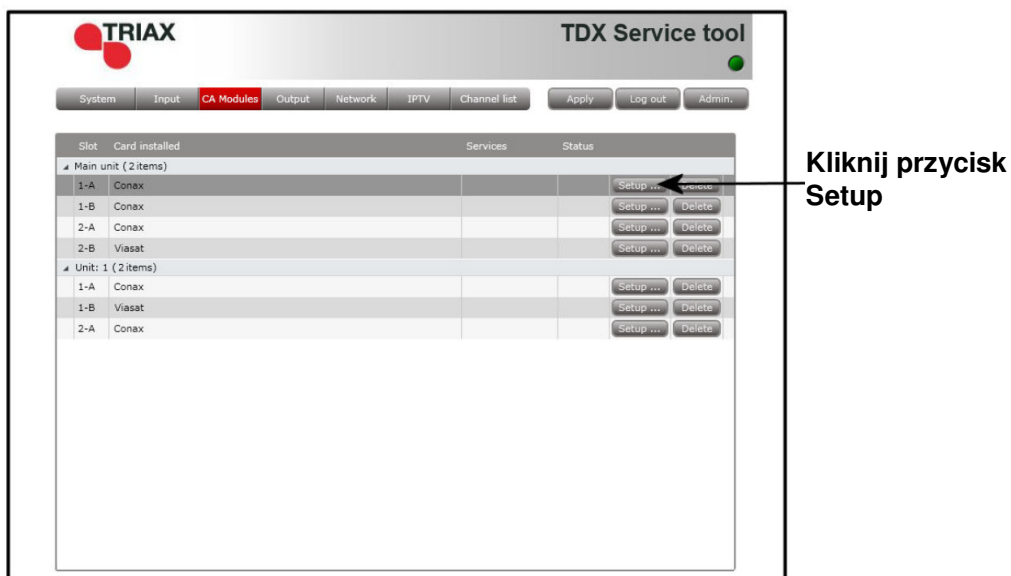 TRIAX
TDX Service tool
System Input CA Modules Output Network IPTV Channel list Apply Log out Admin.
Slot Card installed Services Status
Main unit (2 items)
1-A Conax Setup ... Delete
1-B Conax Setup ... Delete
2-A Conax Setup ... Delete
2-B Viasat Setup ... Delete
Unit: 1 (2 items)
1-A Conax Setup ... Delete
1-B Viasat Setup ... Delete
2-A Conax Setup ... Delete
Kliknij przycisk
Setup